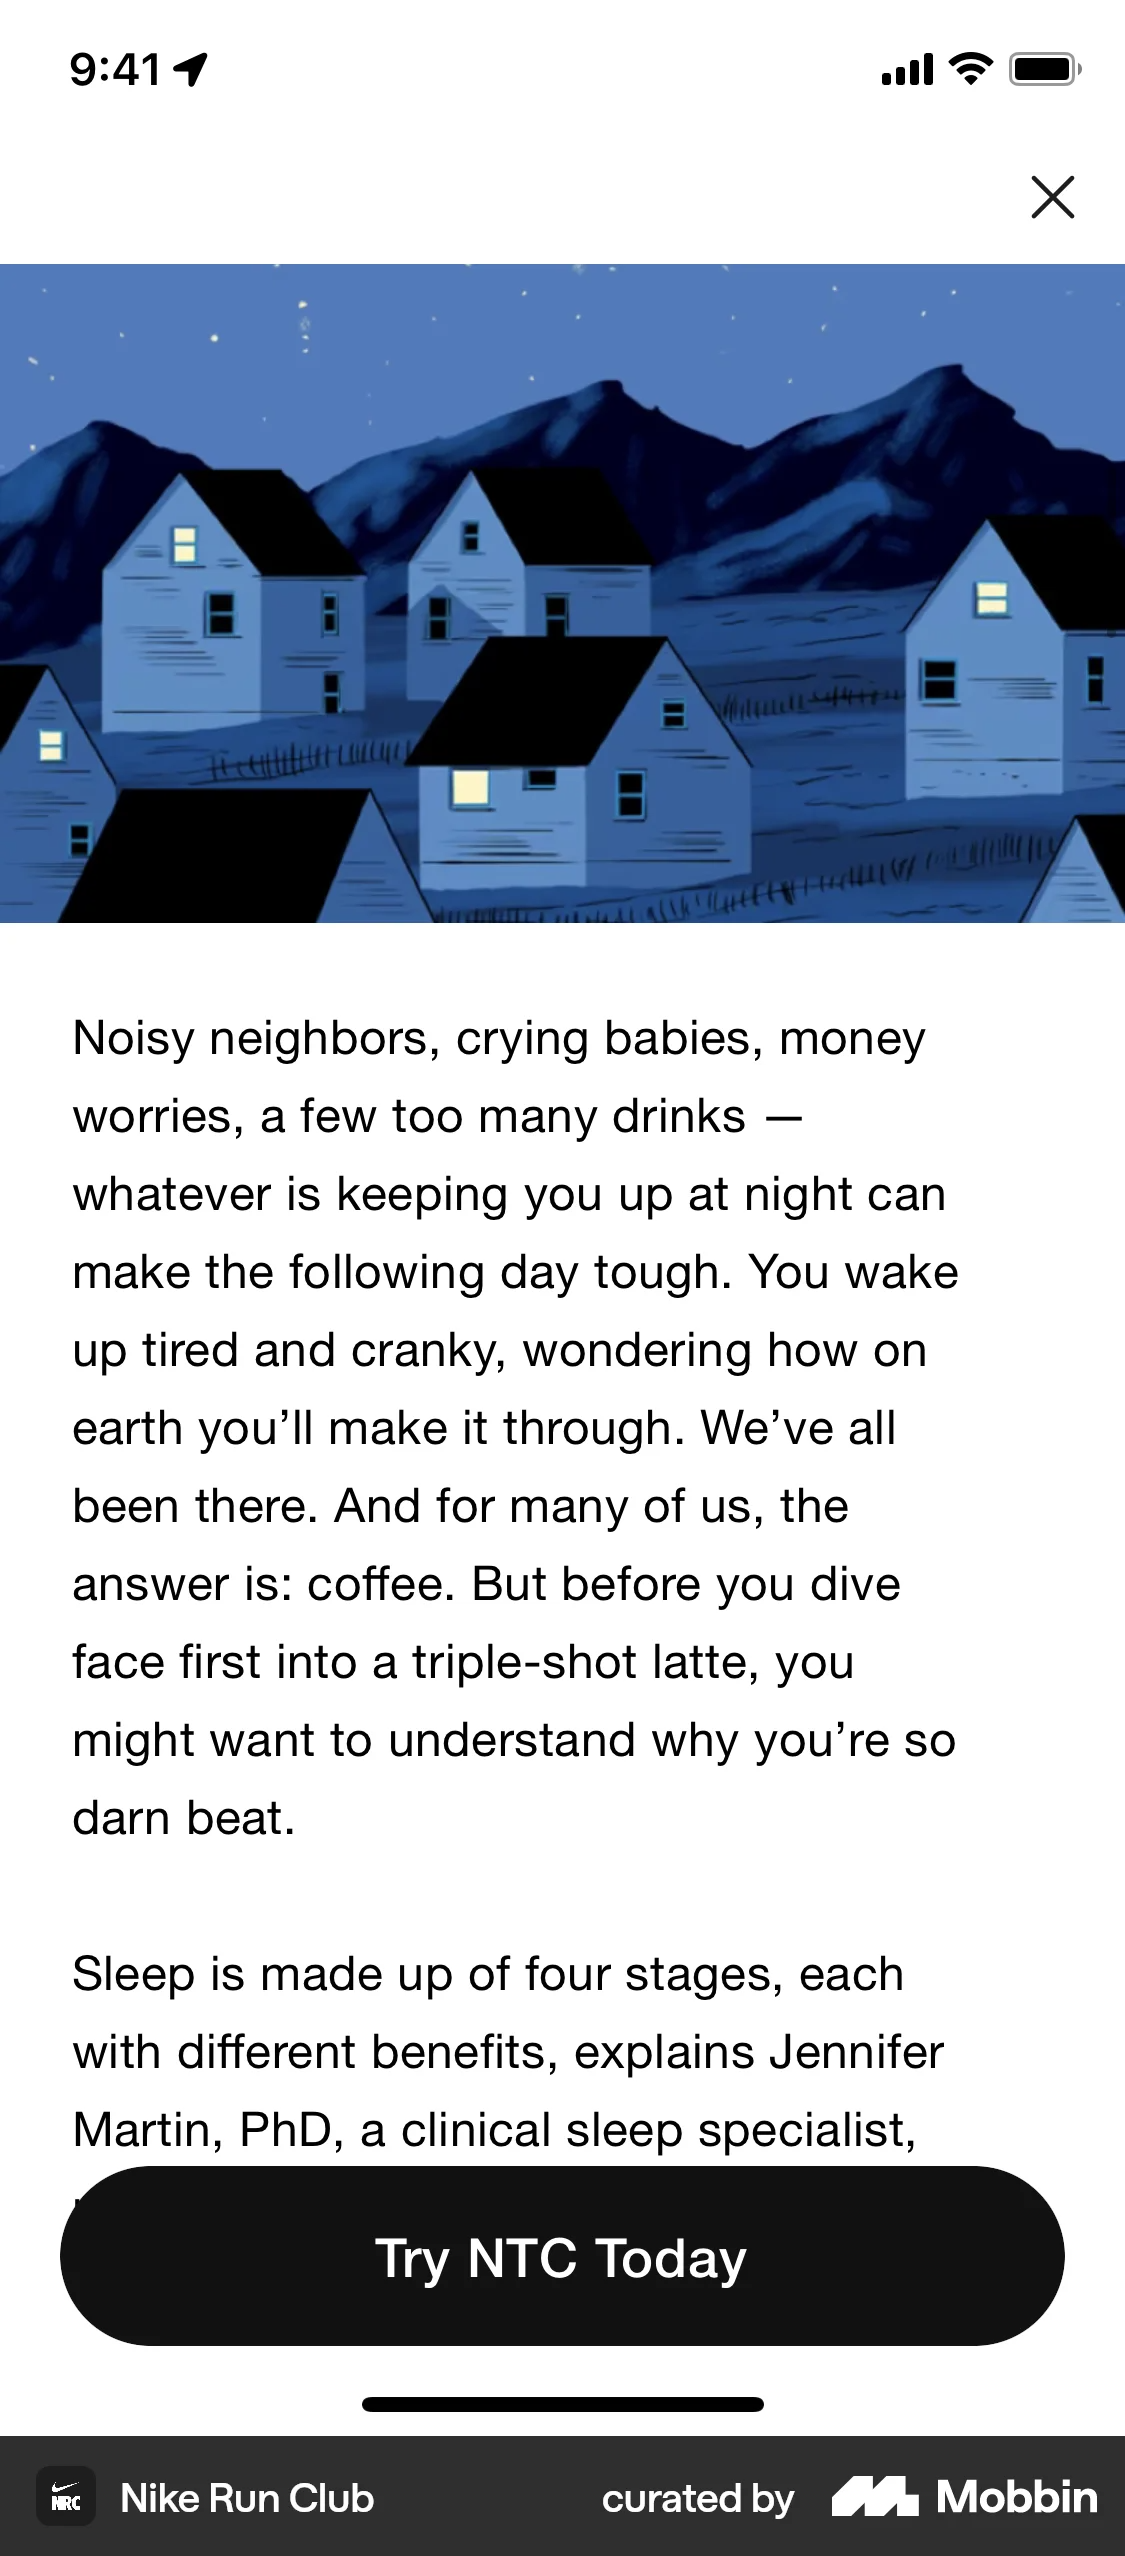 9:41
Noisy neighbors, crying babies, money
worries, a few too many drinks —
whatever is keeping you up at night can
make the following day tough. You wake
up tired and cranky, wondering how on
earth you’ll make it through. We’ve all
been there. And for many of us, the
answer is: coffee. But before you dive
face first into a triple-shot latte, you
might want to understand why you’re so
darn beat.
Sleep is made up of four stages, each
with different benefits, explains Jennifer
Martin, PhD, a clinical sleep specialist,
Try NTC Today
NRC
Nike Run Club
curated by Mobbin